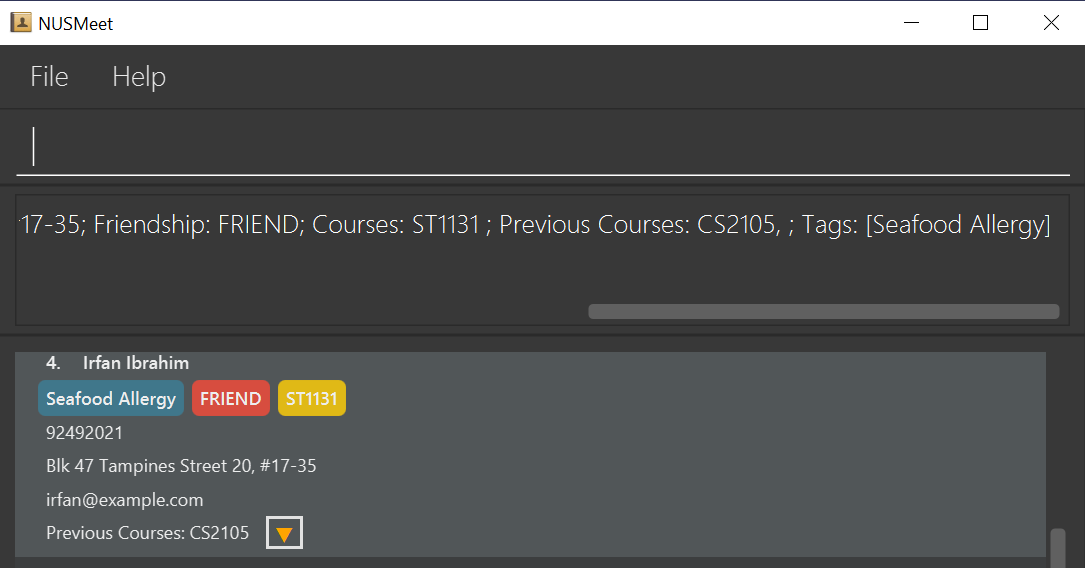 NUSMeet
File Help
17-35; Friendship: FRIEND; Courses: ST1131 ; Previous Courses: CS2105, ; Tags: [Seafood Allergy]
4. Irfan Ibrahim
Seafood Allergy FRIEND ST1131
92492021
Blk 47 Tampines Street 20, #17-35
irfan@example.com
Previous Courses: CS2105